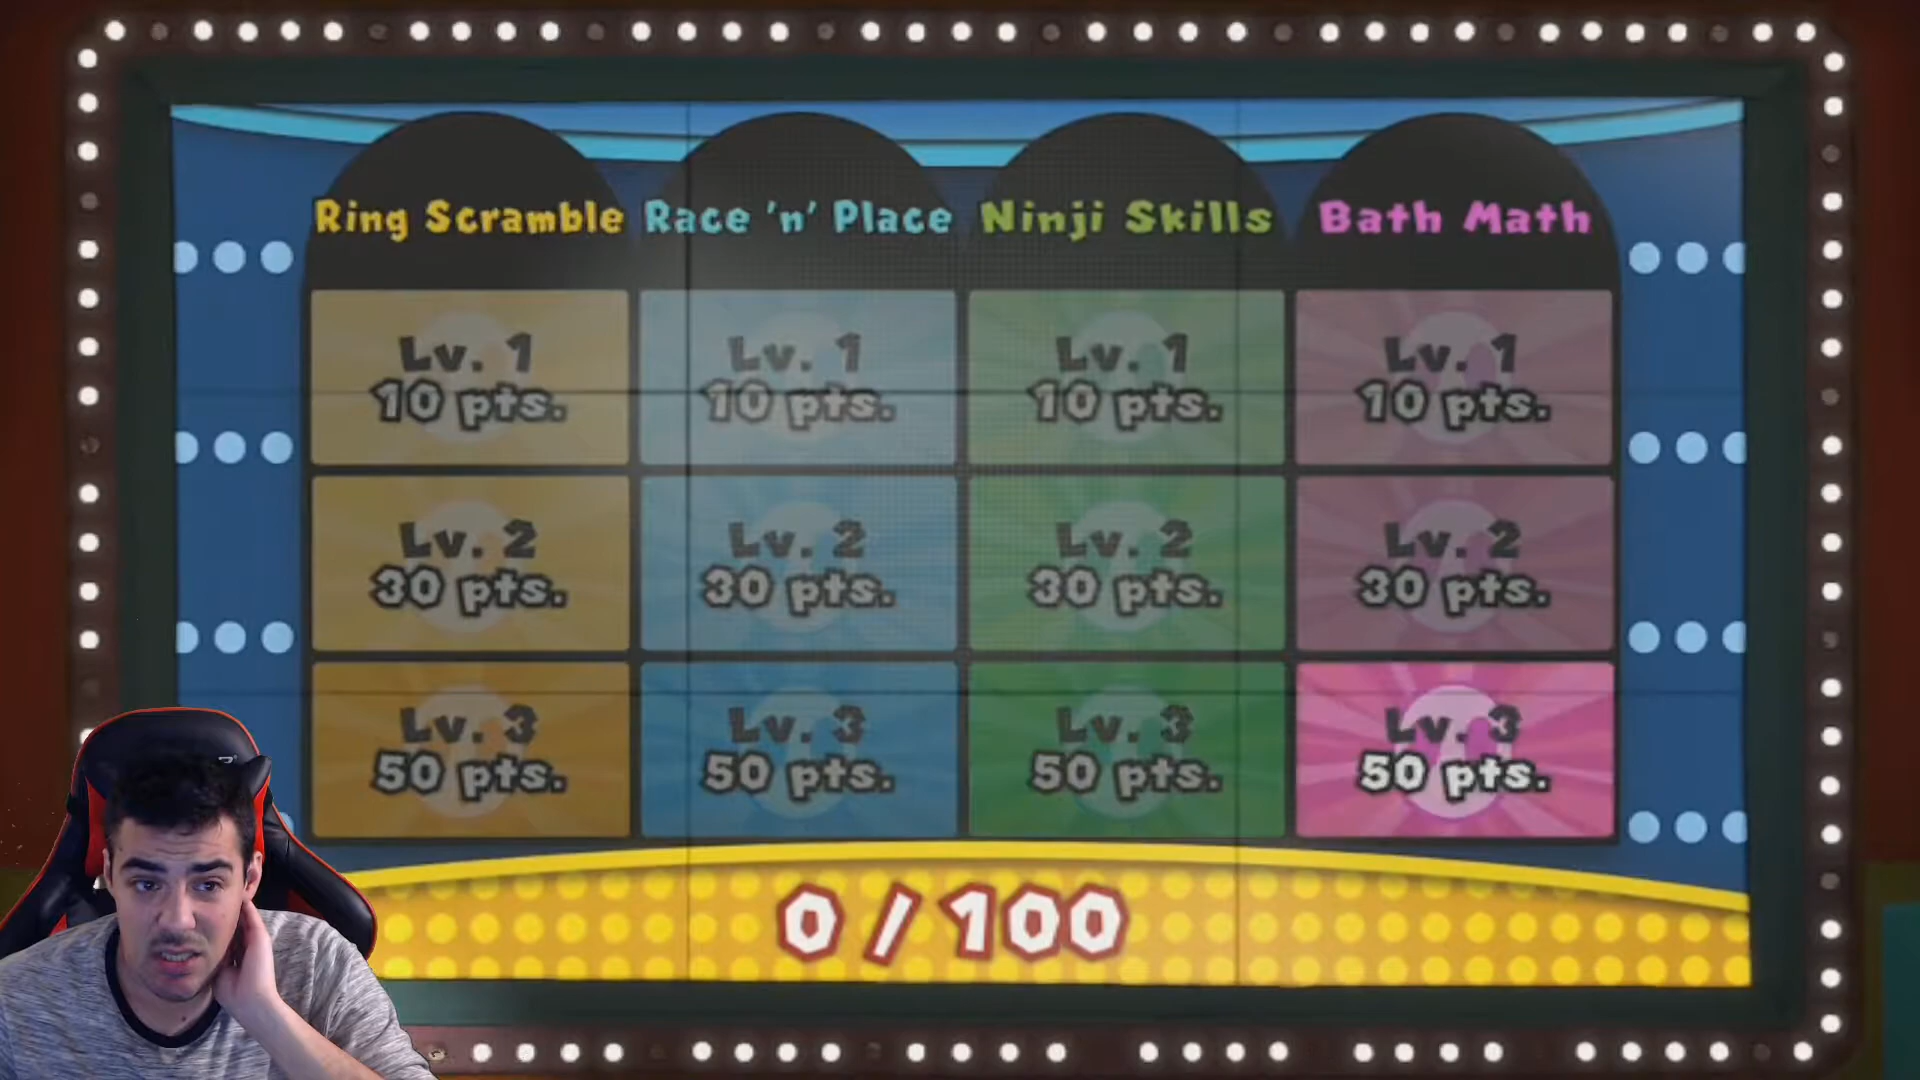 Ring Scramble Race 'n' Place Ninji Skills Bath Math
Lv. 1 Lv. 1 Lv. 1 Lv. 1
10 pts. 10 pts. 10 pts. 10 pts.
Lv. 2 Lv. 2 Lv. 2 Lv. 2
30 pts. 30 pts. 30 pts. 30 pts.
Lv. 3 Lv. 3 Lv. 3 Lv. 3
50 pts. 50 pts. 50 pts. 50 pts.
0 / 100